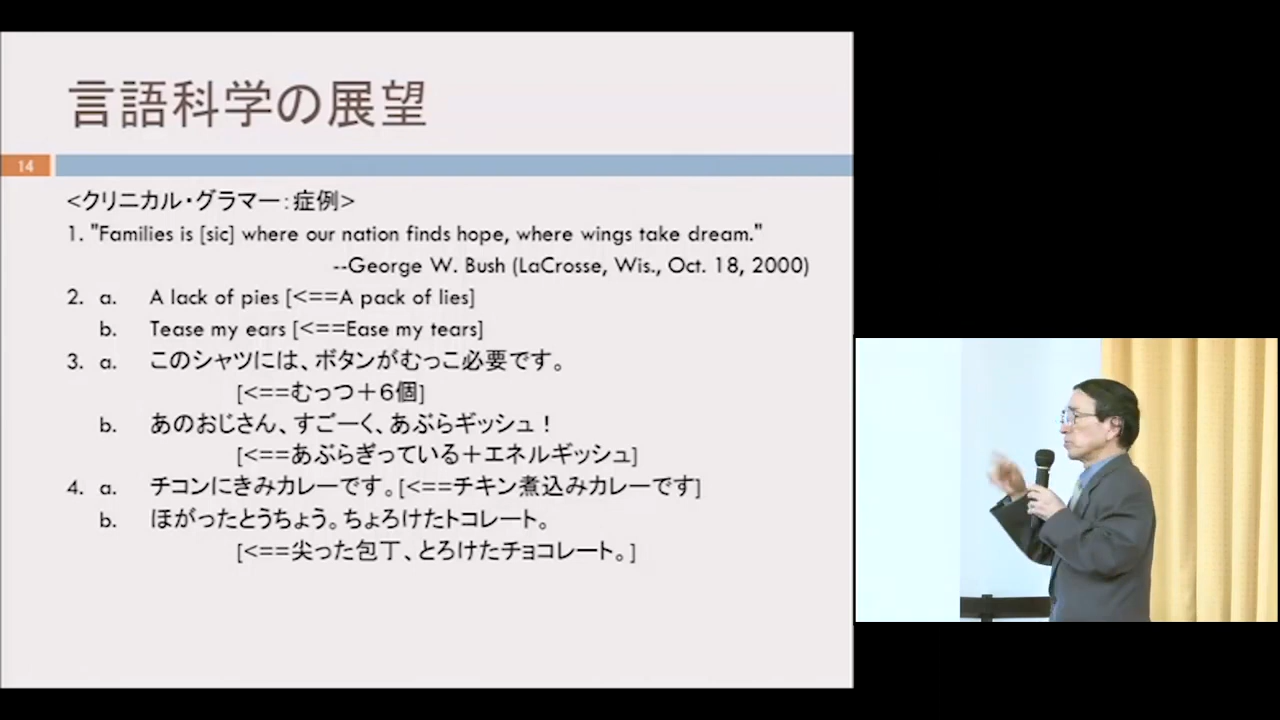 言語科学の展望
14
<クリニカル・グラマー:症例>
1. "Families is [sic] where our nation finds hope, where wings take dream."
--George W. Bush (LaCrosse, Wis., Oct. 18, 2000)
2. a. A lack of pies [<==A pack of lies]
b. Tease my ears [<==Ease my tears]
3. a. このシャツには、ボタンがむっこ必要です。
[<==むっつ+6個]
b. あのおじさん、すごーく、あぶらギッシュ!
[<==あぶらぎっている+エネルギッシュ]
4. a. チコンにきみカレーです。[<==チキン煮込みカレーです]
b. ほがったとうちょう。ちょろけたトコレート。
[<==尖った包丁、とろけたチョコレート。]